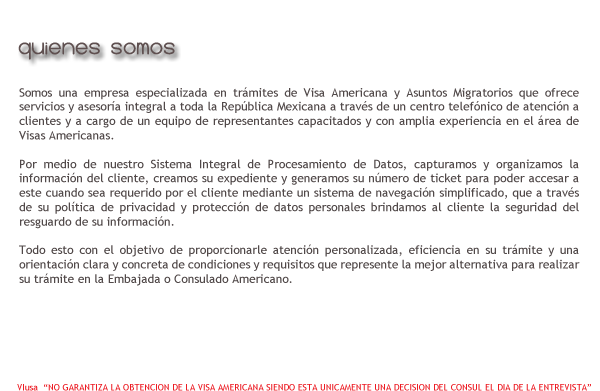 quienes somos
Somos una empresa especializada en trámites de Visa Americana y Asuntos Migratorios que ofrece
servicios y asesoría integral a toda la República Mexicana a través de un centro telefónico de atención a
clientes y a cargo de un equipo de representantes capacitados y con amplia experiencia en el área de
Visas Americanas.
Por medio de nuestro Sistema Integral de Procesamiento de Datos, capturamos y organizamos la
información del cliente, creamos su expediente y generamos su número de ticket para poder accesar a
este cuando sea requerido por el cliente mediante un sistema de navegación simplificado, que a través
de su política de privacidad y protección de datos personales brindamos al cliente la seguridad del
resguardo de su información.
Todo esto con el objetivo de proporcionarle atención personalizada, eficiencia en su trámite y una
orientación clara y concreta de condiciones y requisitos que represente la mejor alternativa para realizar
su trámite en la Embajada o Consulado Americano.
Vlusa “NO GARANTIZA LA OBTENCION DE LA VISA AMERICANA SIENDO ESTA UNICAMENTE UNA DECISION DEL CONSUL EL DIA DE LA ENTREVISTA”